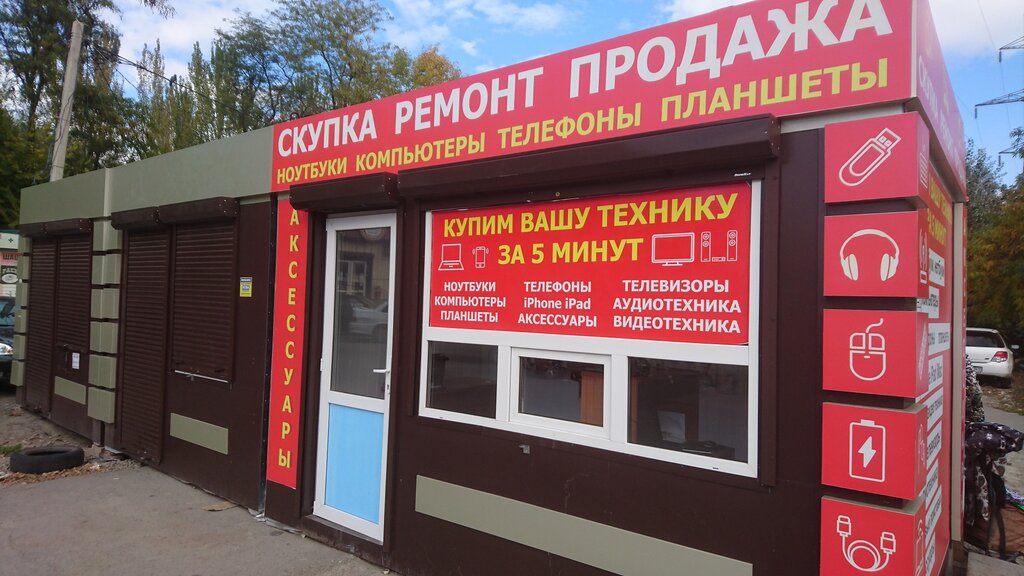 СКУПКА РЕМОНТ ПРОДАЖА
НОУТБУКИ КОМПЬЮТЕРЫ ТЕЛЕФОНЫ ПЛАНШЕТЫ
АКСЕССУАРЫ
КУПИМ ВАШУ ТЕХНИКУ
ЗА 5 МИНУТ
НОУТБУКИ
КОМПЬЮТЕРЫ
ПЛАНШЕТЫ
ТЕЛЕФОНЫ
iPhone iPad
АКСЕССУАРЫ
ТЕЛЕВИЗОРЫ
АУДИОТЕХНИКА
ВИДЕОТЕХНИКА